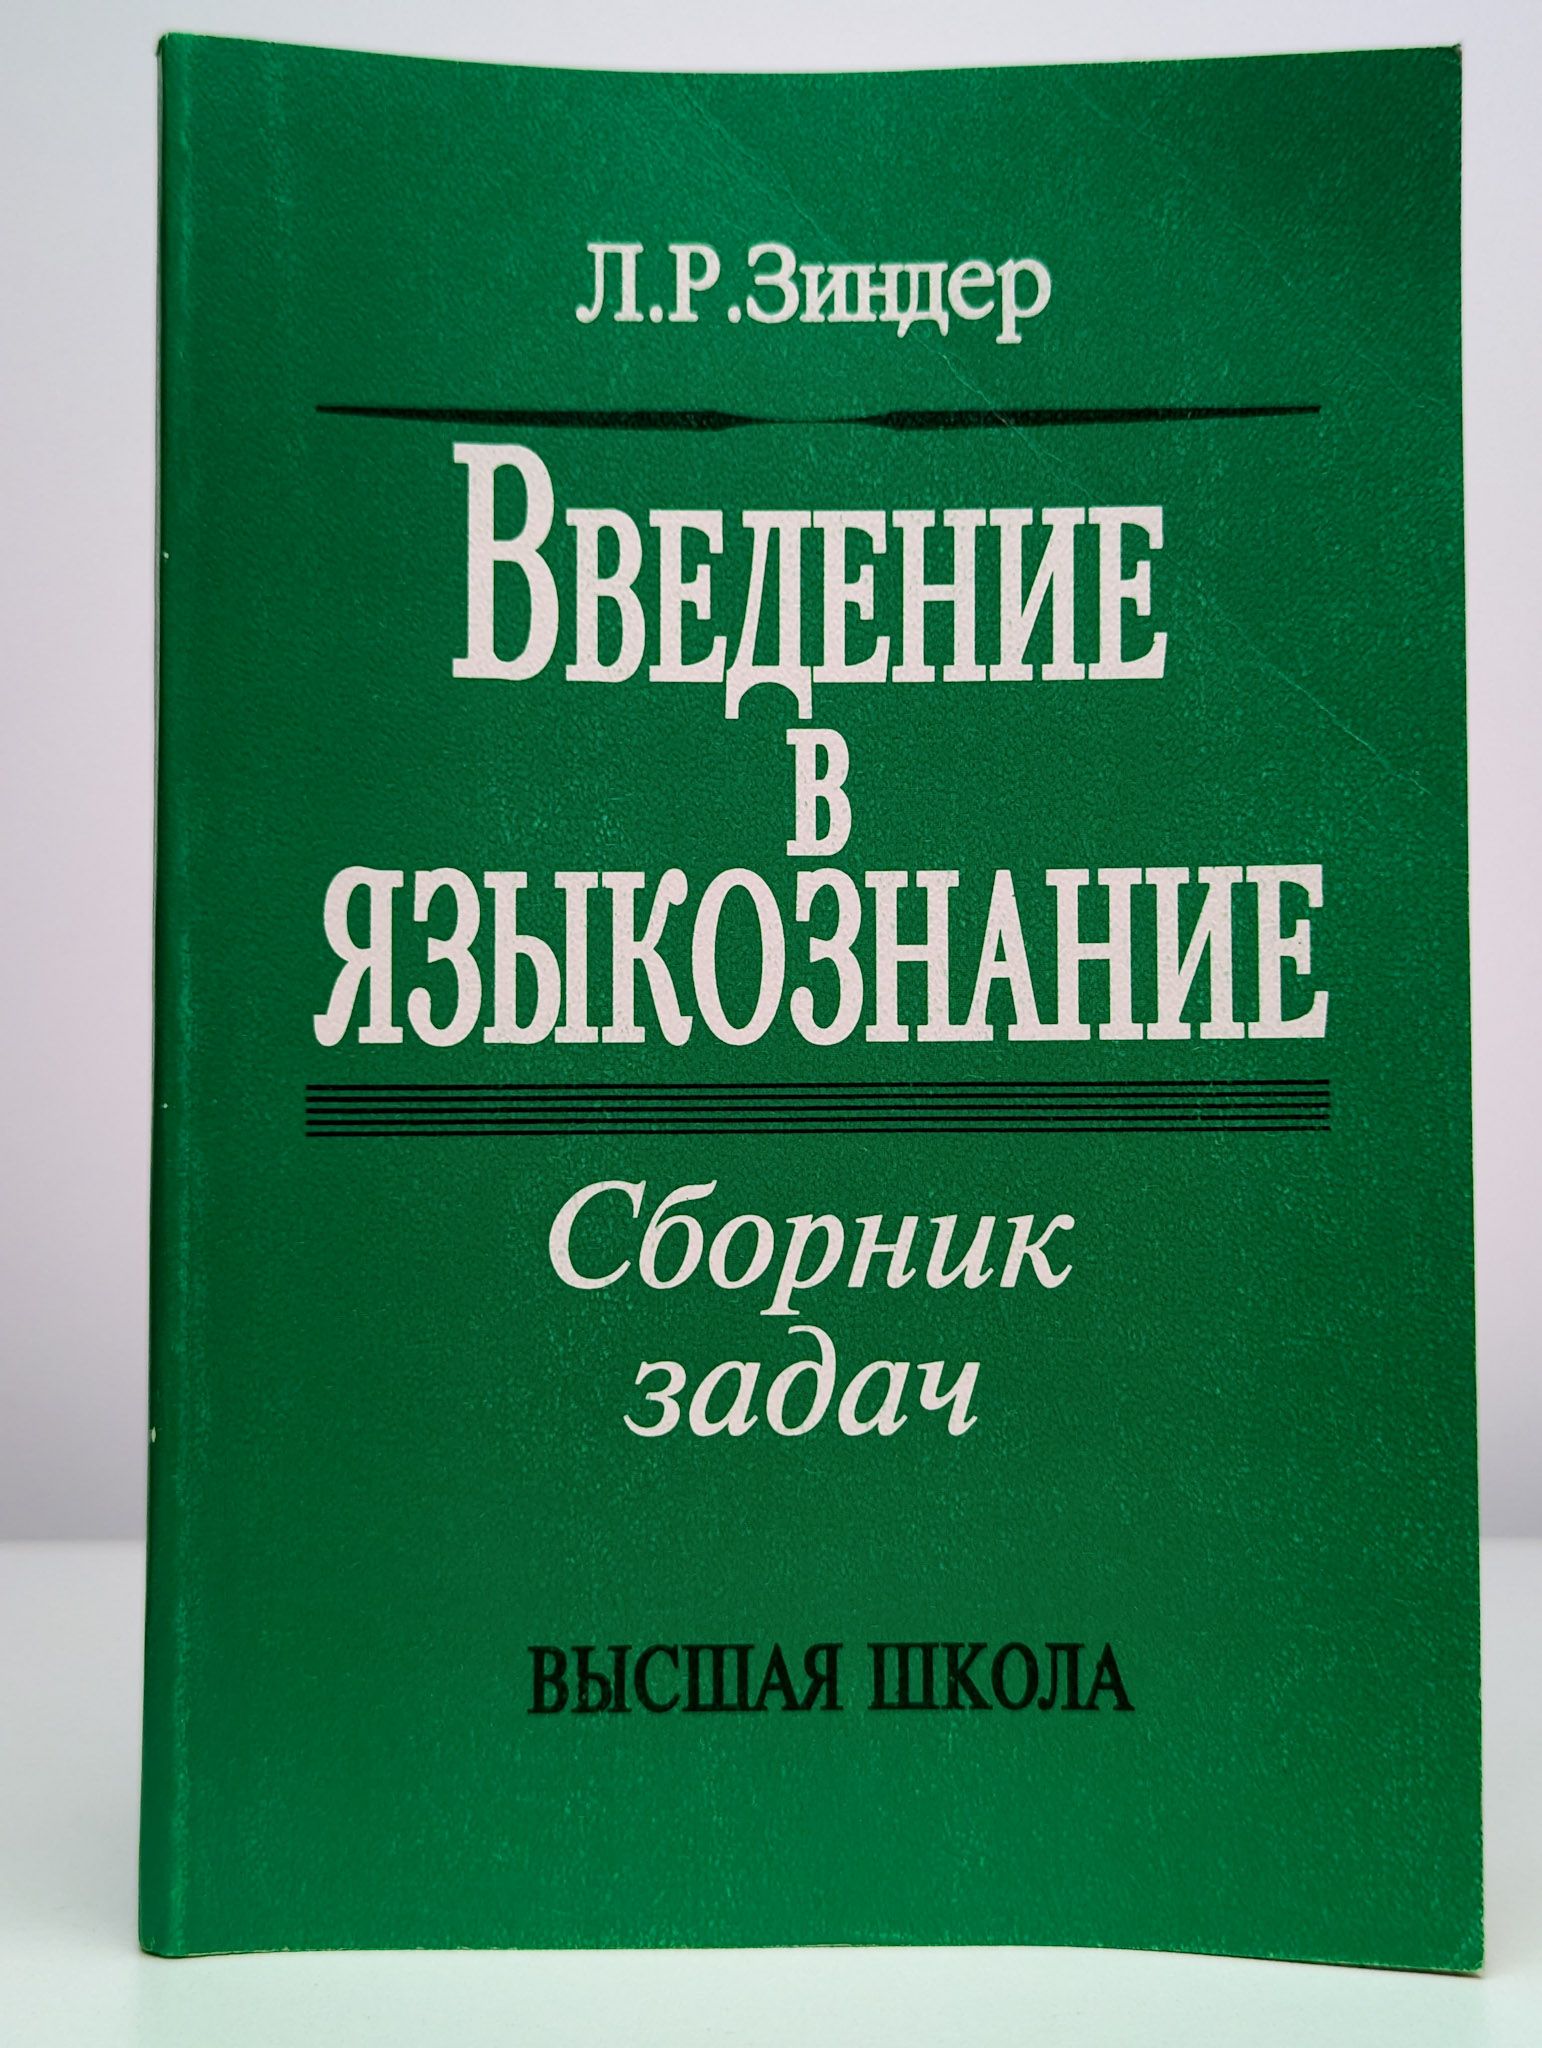 Л.Р.Зиндер
Введение
в
языкознание
Сборник
задач
ВЫСШАЯ ШКОЛА